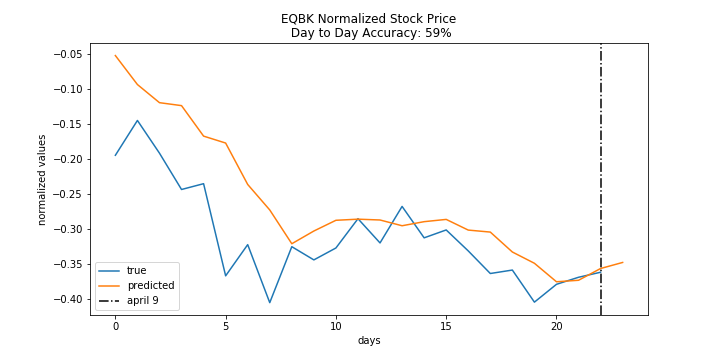 EQBK Normalized Stock Price
Day to Day Accuracy: 59%
−0.05
−0.10
−0.15
−0.20
−0.25
−0.30
−0.35
−0.40
normalized values
true
predicted
april 9
0 5 10 15 20
days